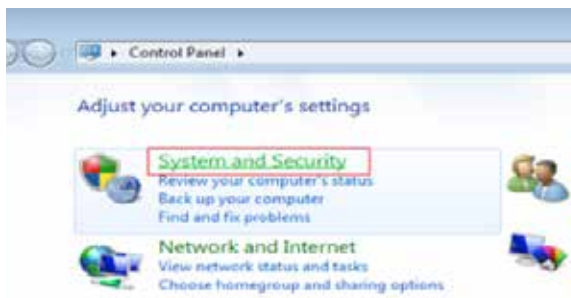 Control Panel
Adjust your computer's settings
System and Security
Review your computer's status
Back up your computer
Find and fix problems
Network and Internet
View network status and tasks
Choose homegroup and sharing options